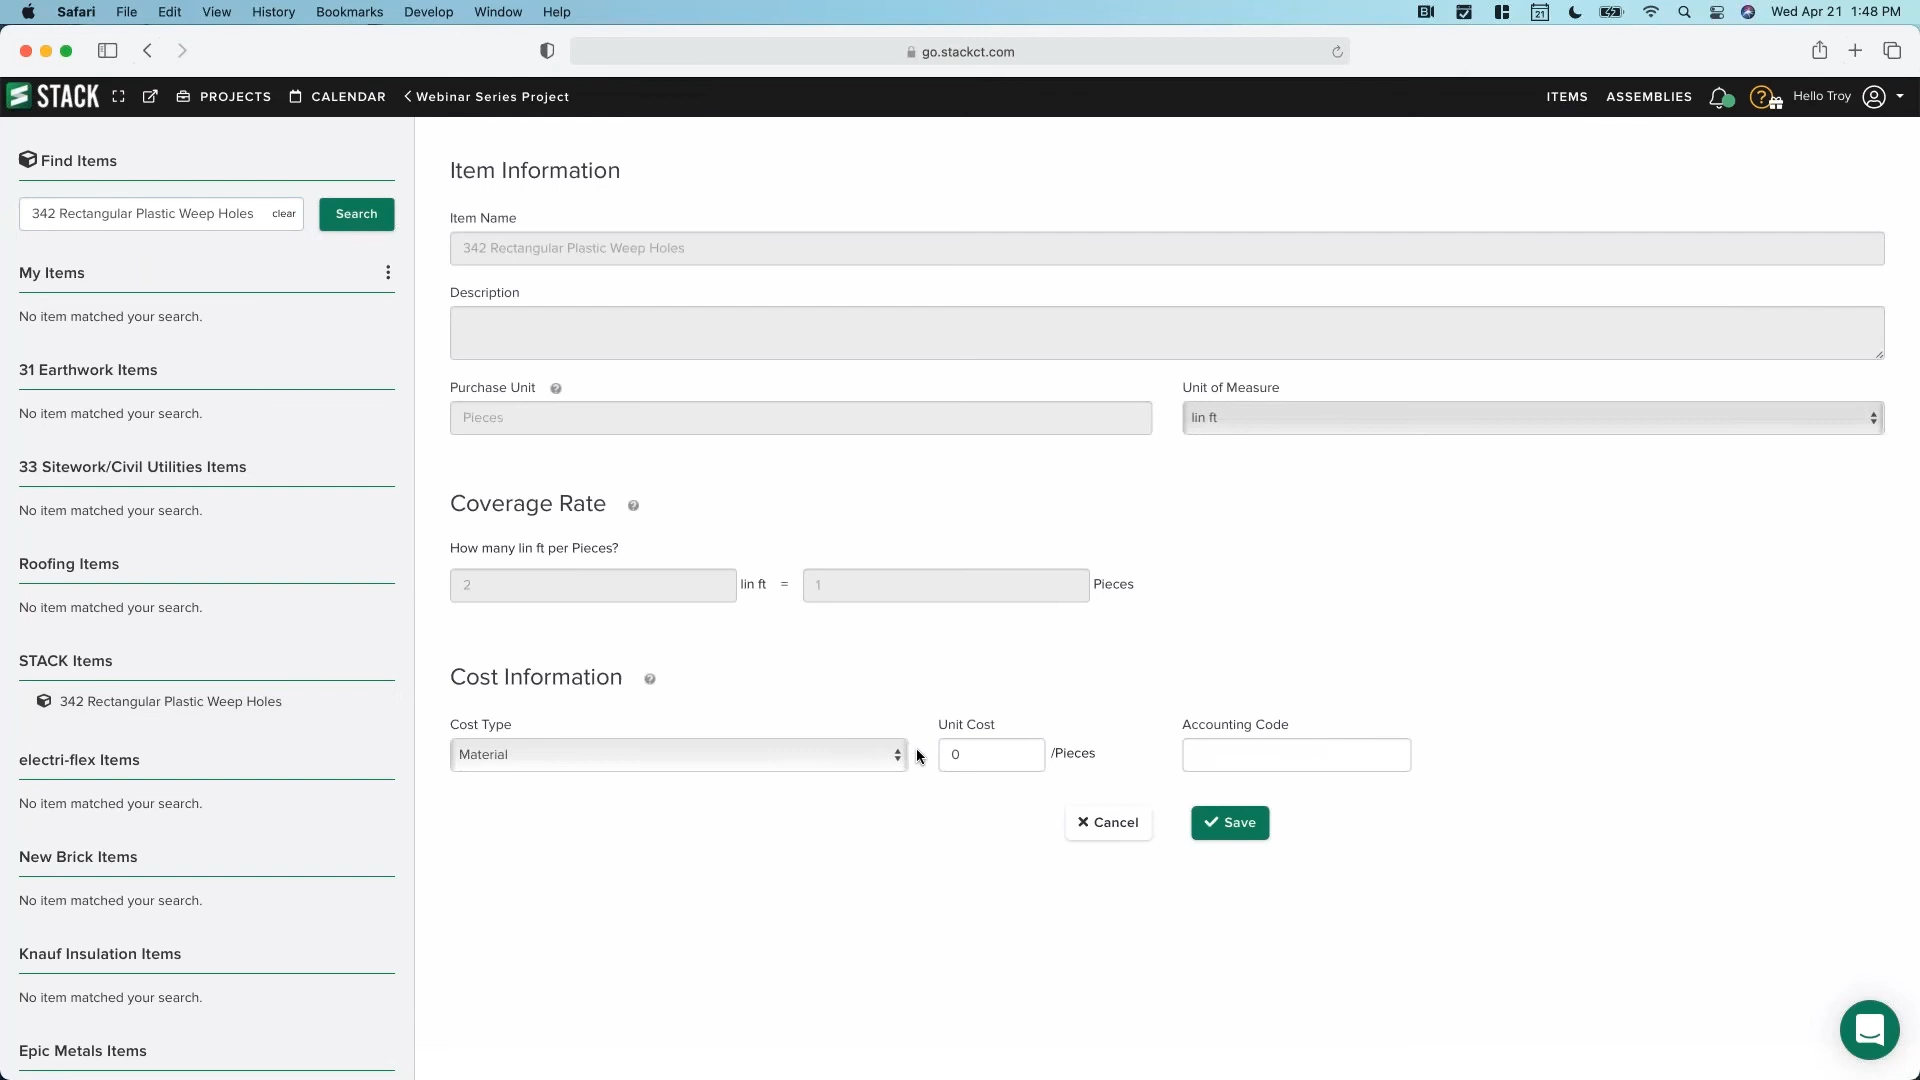 Safari File Edit View History Bookmarks Develop Window Help
21
Wed Apr 21 1:48 PM
go.stackct.com
STACK PROJECTS CALENDAR Webinar Series Project
ITEMS ASSEMBLIES ? Hello Troy
Find Items
342 Rectangular Plastic Weep Holes clear Search
My Items
No item matched your search.
31 Earthwork Items
No item matched your search.
33 Sitework/Civil Utilities Items
No item matched your search.
Roofing Items
No item matched your search.
STACK Items
342 Rectangular Plastic Weep Holes
electri-flex Items
No item matched your search.
New Brick Items
No item matched your search.
Knauf Insulation Items
No item matched your search.
Epic Metals Items
Item Information
Item Name
342 Rectangular Plastic Weep Holes
Description
Purchase Unit ? Unit of Measure
Pieces lin ft
Coverage Rate ?
How many lin ft per Pieces?
2 lin ft = 1 Pieces
Cost Information ?
Cost Type Unit Cost Accounting Code
Material 0 /Pieces
Cancel Save